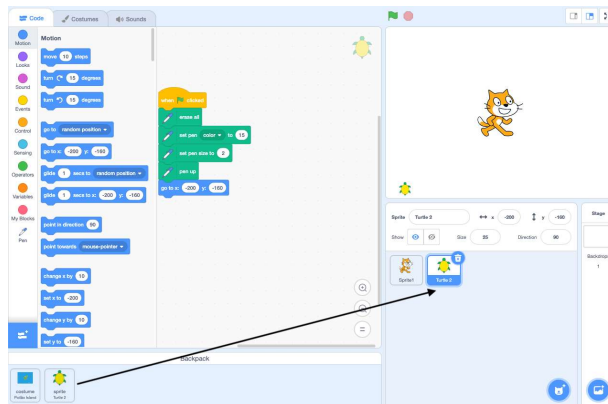 Code Costumes Sounds
Motion
Looks
Sound
Events
Control
Sensing
Operators
Variables
My Blocks
Pen
Motion
move 10 steps
turn 15 degrees
turn 15 degrees
go to random position
go to x: -200 y: -160
glide 1 secs to random position
glide 1 secs to x: -200 y: -160
point in direction 90
point towards mouse-pointer
change x by 10
set x to -200
change y by 10
set y to -160
when clicked
erase all
set pen color to 15
set pen size to 2
pen up
go to x: -200 y: -160
Sprite Turtle 2 x -200 y -160
Show Size 55 Direction 90
Sprite1
Turtle 2
Stage
Backdrops
1
Backpack
costume
sprite